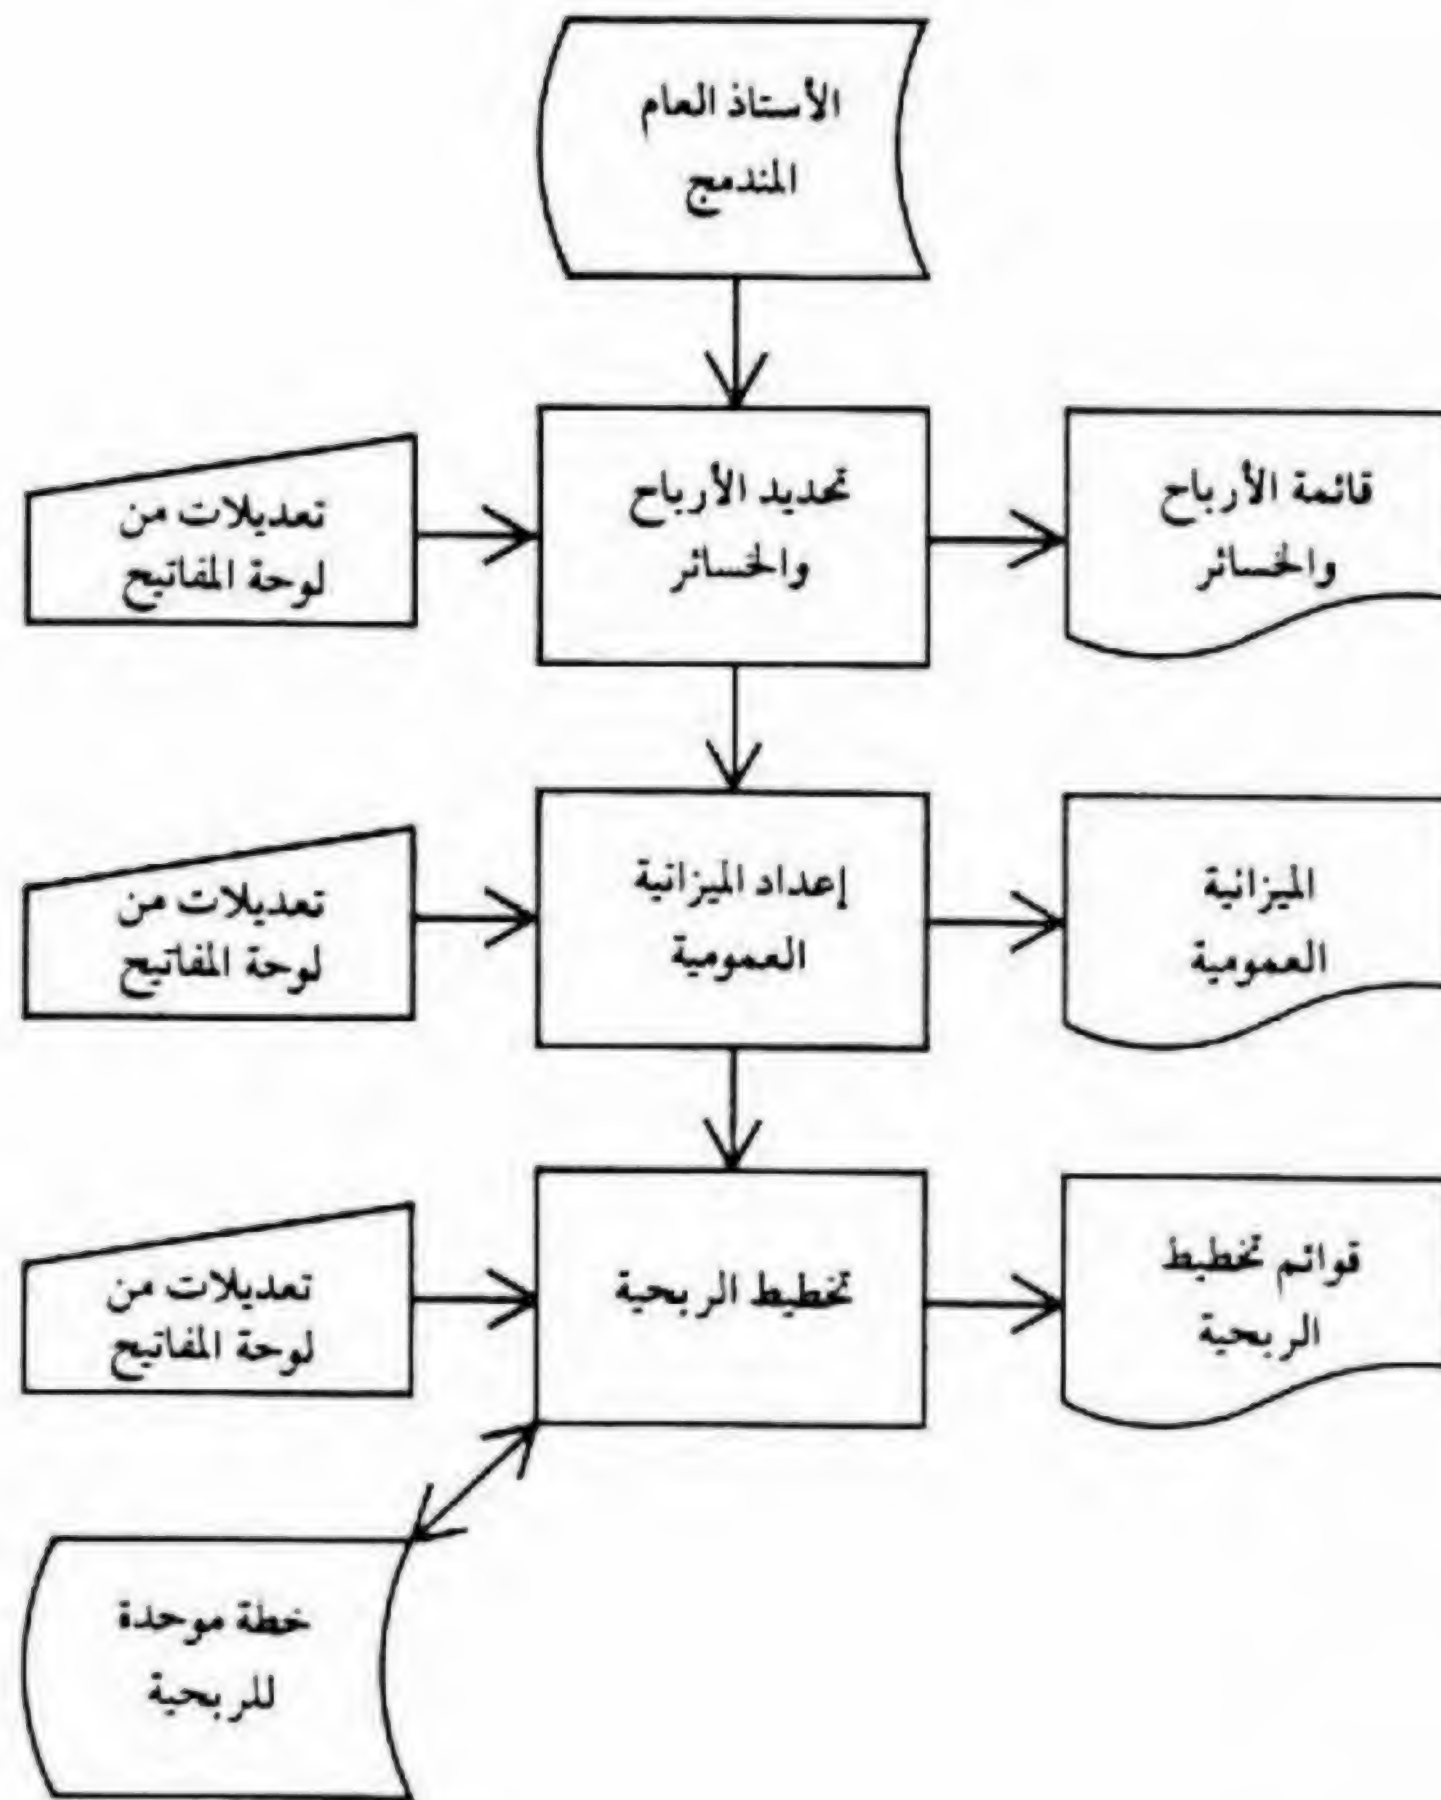 الأستاذ العام
المندمج
قائمة الأرباح
والخسائر
تحديد الأرباح
والخسائر
تعديلات من
لوحة المفاتيح
الميزانية
العمومية
إعداد الميزانية
العمومية
تعديلات من
لوحة المفاتيح
قوائم تخطيط
الربحية
تخطيط الربحية
تعديلات من
لوحة المفاتيح
خطة موحدة
للربحية